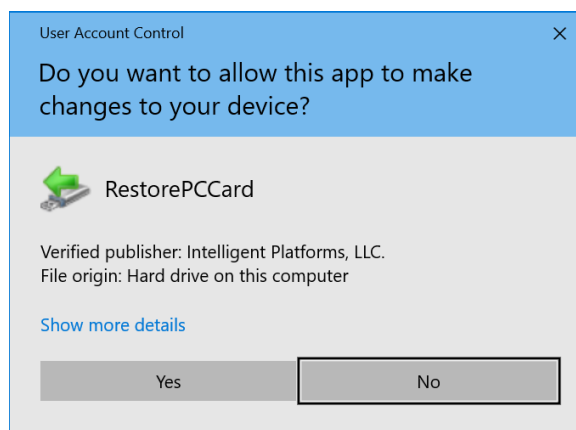 User Account Control
Do you want to allow this app to make
changes to your device?
RestorePCCard
Verified publisher: Intelligent Platforms, LLC.
File origin: Hard drive on this computer
Show more details
Yes
No